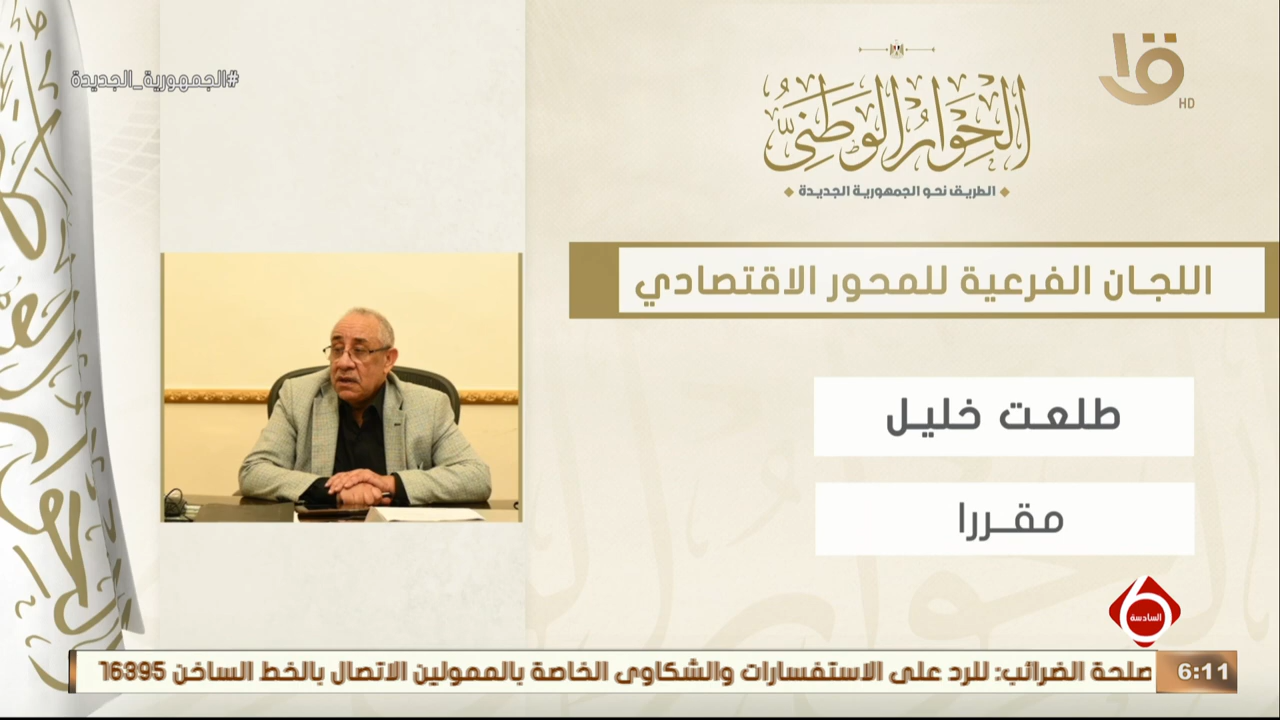 #الجمهورية_الجديدة
HD
الحوار الوطني
الطريق نحو الجمهورية الجديدة
اللجان الفرعية للمحور الاقتصادي
طلعت خليل
مقررا
6
السادسة
6:11
صلحة الضرائب: للرد على الاستفسارات والشكاوى الخاصة بالممولين الاتصال بالخط الساخن 16395